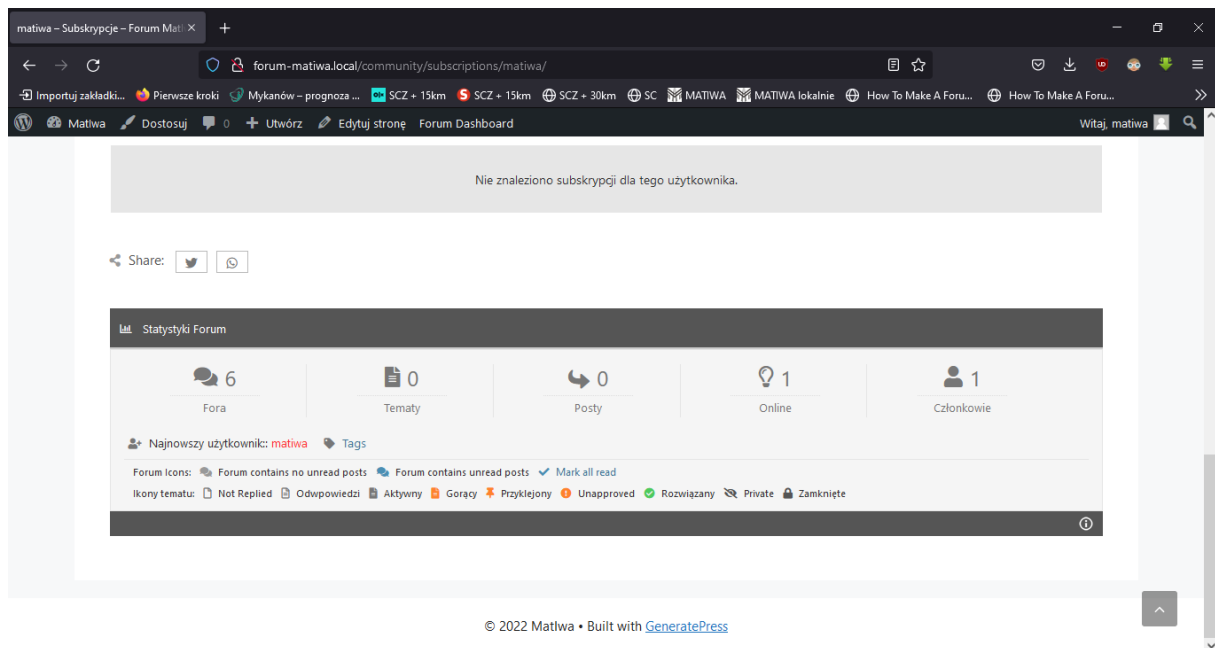 matiwa – Subskrypcje – Forum Mat
forum-matiwa.local/community/subscriptions/matiwa/
Importuj zakładki... Pierwsze kroki Mykanów – prognoza ... SCZ + 15km SCZ + 15km SCZ + 30km SC MATIWA MATIWA lokalnie How To Make A Foru... How To Make A Foru...
MatIwa Dostosuj 0 Utwórz Edytuj stronę Forum Dashboard Witaj, matiwa
Nie znaleziono subskrypcji dla tego użytkownika.
Share:
Statystyki Forum
6 0 0 1 1
Fora Tematy Posty Online Członkowie
Najnowszy użytkownik:: matiwa Tags
Forum Icons: Forum contains no unread posts Forum contains unread posts Mark all read
Ikony tematu: Not Replied Odwpowiedzi Aktywny Gorący Przyklejony Unapproved Rozwiązany Private Zamknięte
© 2022 MatIwa • Built with GeneratePress